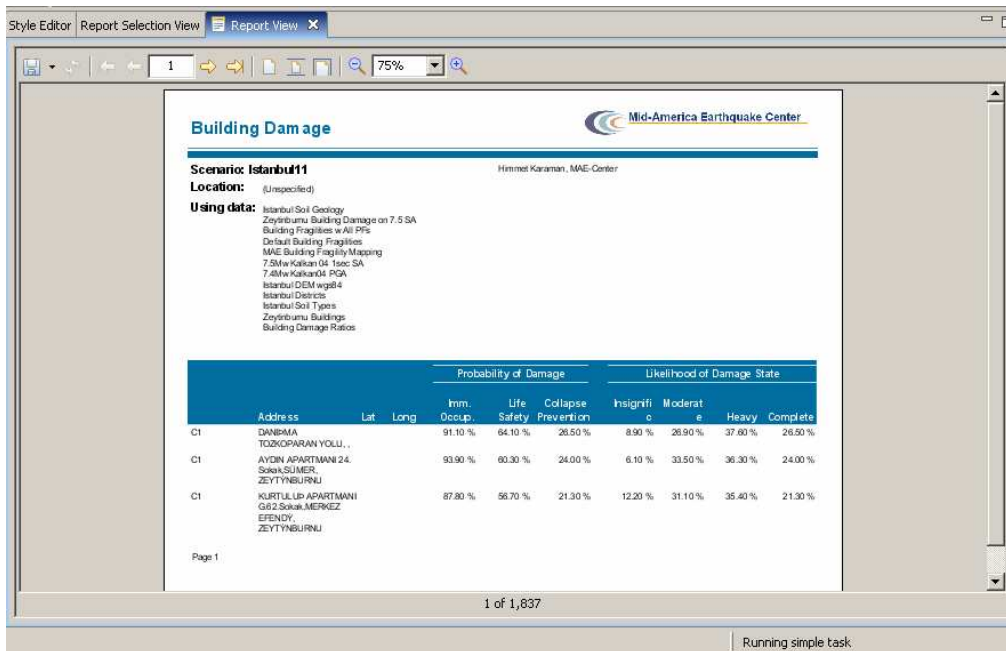 Style Editor Report Selection View Report View X
1 75%
Building Damage Mid-America Earthquake Center
Scenario: Istanbul11 Himmet Karaman, MAE-Center
Location: (Unspecified)
Using data: Istanbul Soil Geology
Zeytinburnu Building Damage on 7.5 SA
Building Fragilities w All PFs
Default Building Fragilities
MAE Building Fragility Mapping
7.5Mw Kalkan 04 1sec SA
7.4Mw Kalkan04 PGA
Istanbul DEM wgs84
Istanbul Districts
Istanbul Soil Types
Zeytinburnu Buildings
Building Damage Ratios
Probability of Damage Likelihood of Damage State
Imm. Life Collapse Insignifi Moderat
Address Lat Long Occup. Safety Prevention c e Heavy Complete
C1 DANIÞMA 91.10 % 64.10 % 26.50 % 8.90 % 26.90 % 37.60 % 26.50 %
TOZKOPARAN YOLU, ,
C1 AYDIN APARTMANI 24. 93.90 % 60.30 % 24.00 % 6.10 % 33.50 % 36.30 % 24.00 %
Sokak,SÜMER,
ZEYTÝNBURNU
C1 KURTULUÞ APARTMANI 87.80 % 56.70 % 21.30 % 12.20 % 31.10 % 35.40 % 21.30 %
G62.Sokak,MERKEZ
EFENDÝ,
ZEYTÝNBURNU
Page 1
1 of 1,837
Running simple task